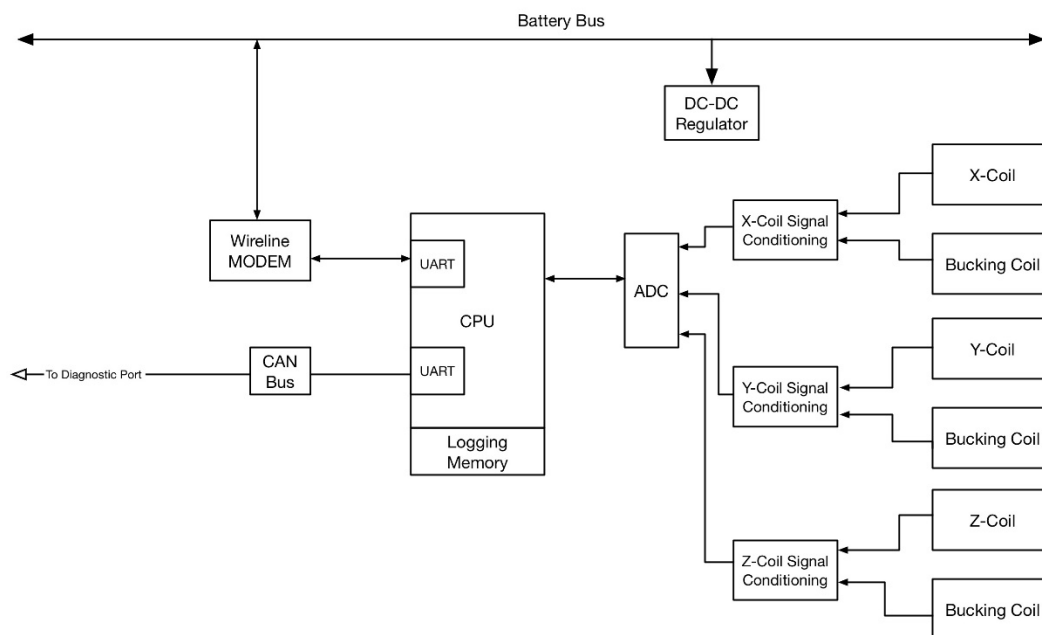 Battery Bus
DC-DC
Regulator
X-Coil
X-Coil Signal
Conditioning
Wireline
MODEM
UART
Bucking Coil
ADC
CPU
Y-Coil
CAN
Bus
To Diagnostic Port
UART
Y-Coil Signal
Conditioning
Bucking Coil
Logging
Memory
Z-Coil
Z-Coil Signal
Conditioning
Bucking Coil